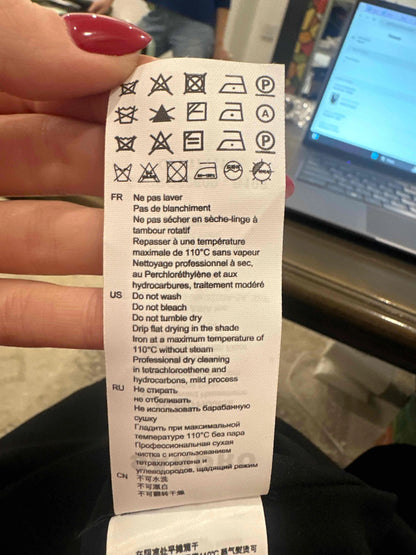 P
A
P
FR Ne pas laver
Pas de blanchiment
Ne pas sécher en sèche-linge à
tambour rotatif
Repasser à une température
maximale de 110°C sans vapeur
Nettoyage professionnel à sec,
au Perchloréthylène et aux
hydrocarbures, traitement modéré
US Do not wash
Do not bleach
Do not tumble dry
Drip flat drying in the shade
Iron at a maximum temperature of
110°C without steam
Professional dry cleaning
in tetrachloroethene and
hydrocarbons, mild process
RU Не стирать
не отбеливать
Не использовать барабанную
сушку
Гладить при максимальной
температуре 110°C без пара
Профессиональная сухая
чистка с использованием
тетрахлорэтона и
углеводородов, щадящий режим
CN 不可水洗
不可漂白
不可翻转干燥